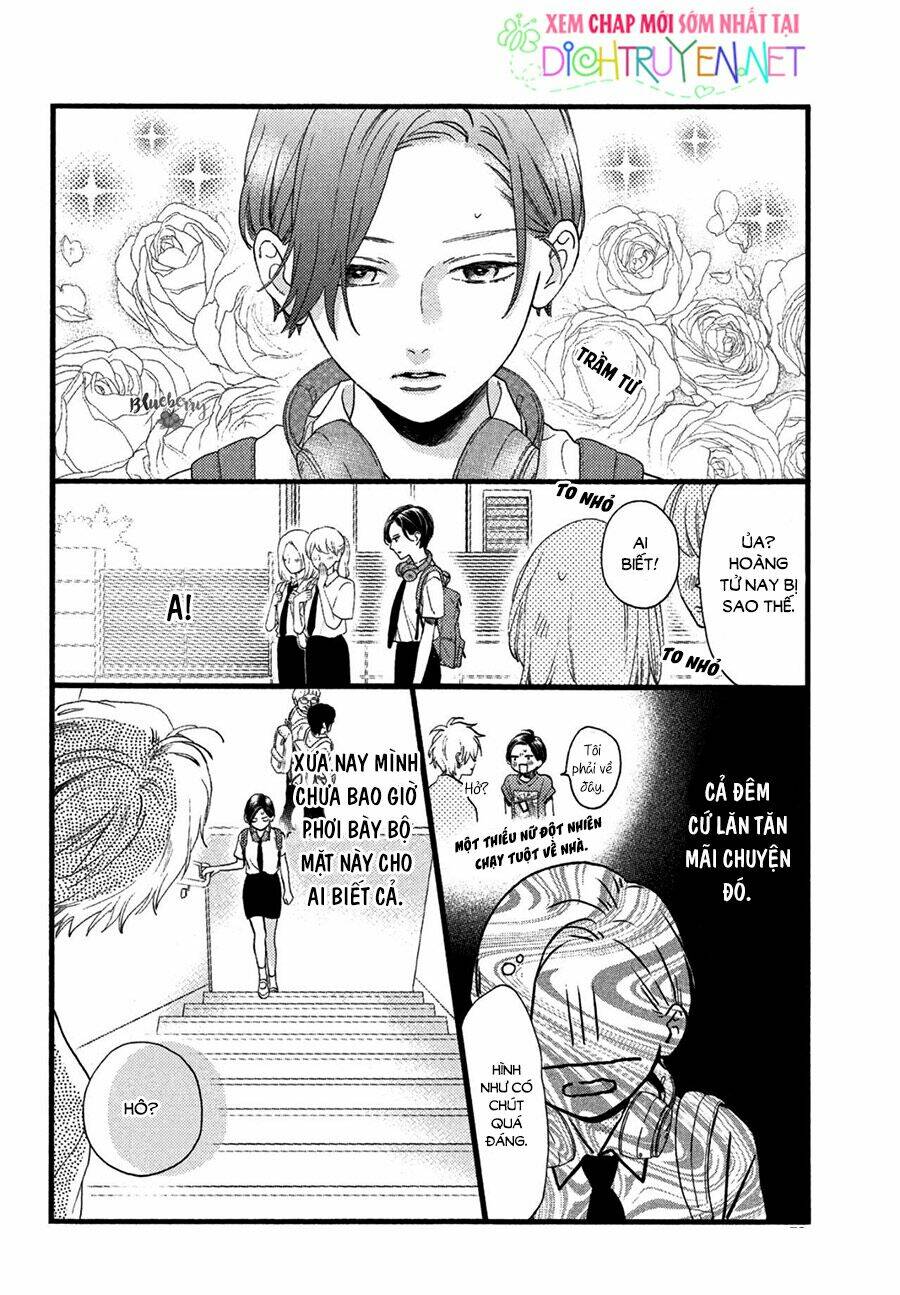 XEM CHAP MỚI SỚM NHẤT TẠI
DICHTRUYEN.NET
TRẦM TƯ
Blueberry
ỦA?
HOÀNG
TỬ NAY BỊ
SAO THẾ.
TO NHỎ
AI
BIẾT!
TO NHỎ
A!
CẢ ĐÊM
CỨ LĂN TĂN
MÃI CHUYỆN
ĐÓ.
Tôi
phải về
đây.
Hở?
MỘT THIẾU NỮ ĐỘT NHIÊN
CHẠY TUỘT VỀ NHÀ.
HÌNH
NHƯ CÓ
CHÚT
QUÁ
ĐÁNG.
XƯA NAY MÌNH
CHƯA BAO GIỜ
PHƠI BÀY BỘ
MẶT NÀY CHO
AI BIẾT CẢ.
HÔ?